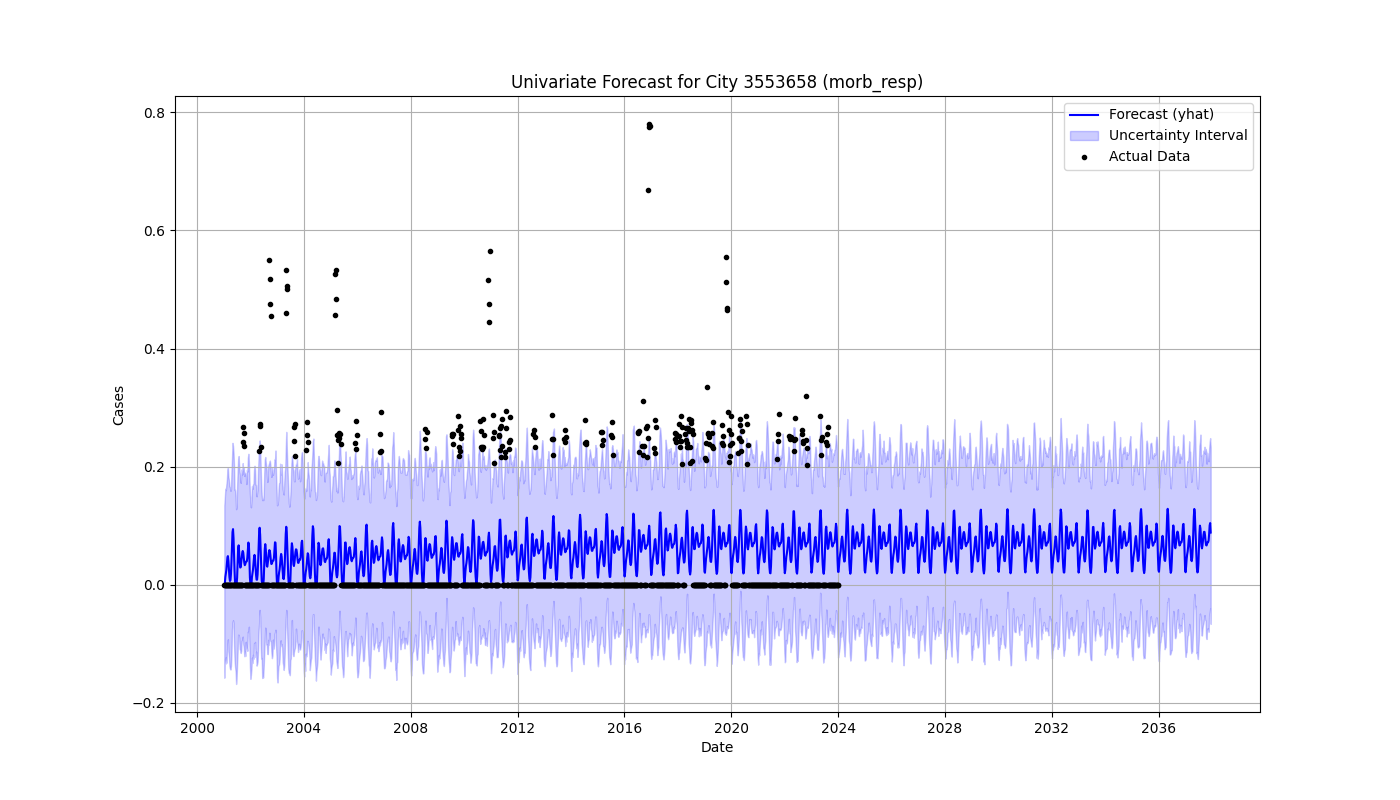 Univariate Forecast for City 3553658 (morb_resp)
Forecast (yhat)
Uncertainty Interval
Actual Data
Cases
0.8
0.6
0.4
0.2
0.0
−0.2
2000 2004 2008 2012 2016 2020 2024 2028 2032 2036
Date